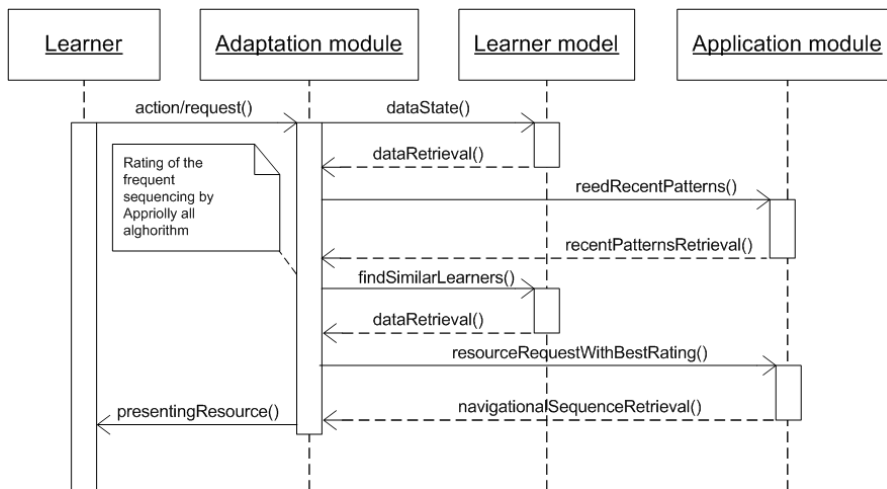 Learner
Adaptation module
Learner model
Application module
action/request()
dataState()
dataRetrieval()
Rating of the
frequent
sequencing by
Appriolly all
alghorithm
reedRecentPatterns()
recentPatternsRetrieval()
findSimilarLearners()
dataRetrieval()
resourceRequestWithBestRating()
navigationalSequenceRetrieval()
presentingResource()